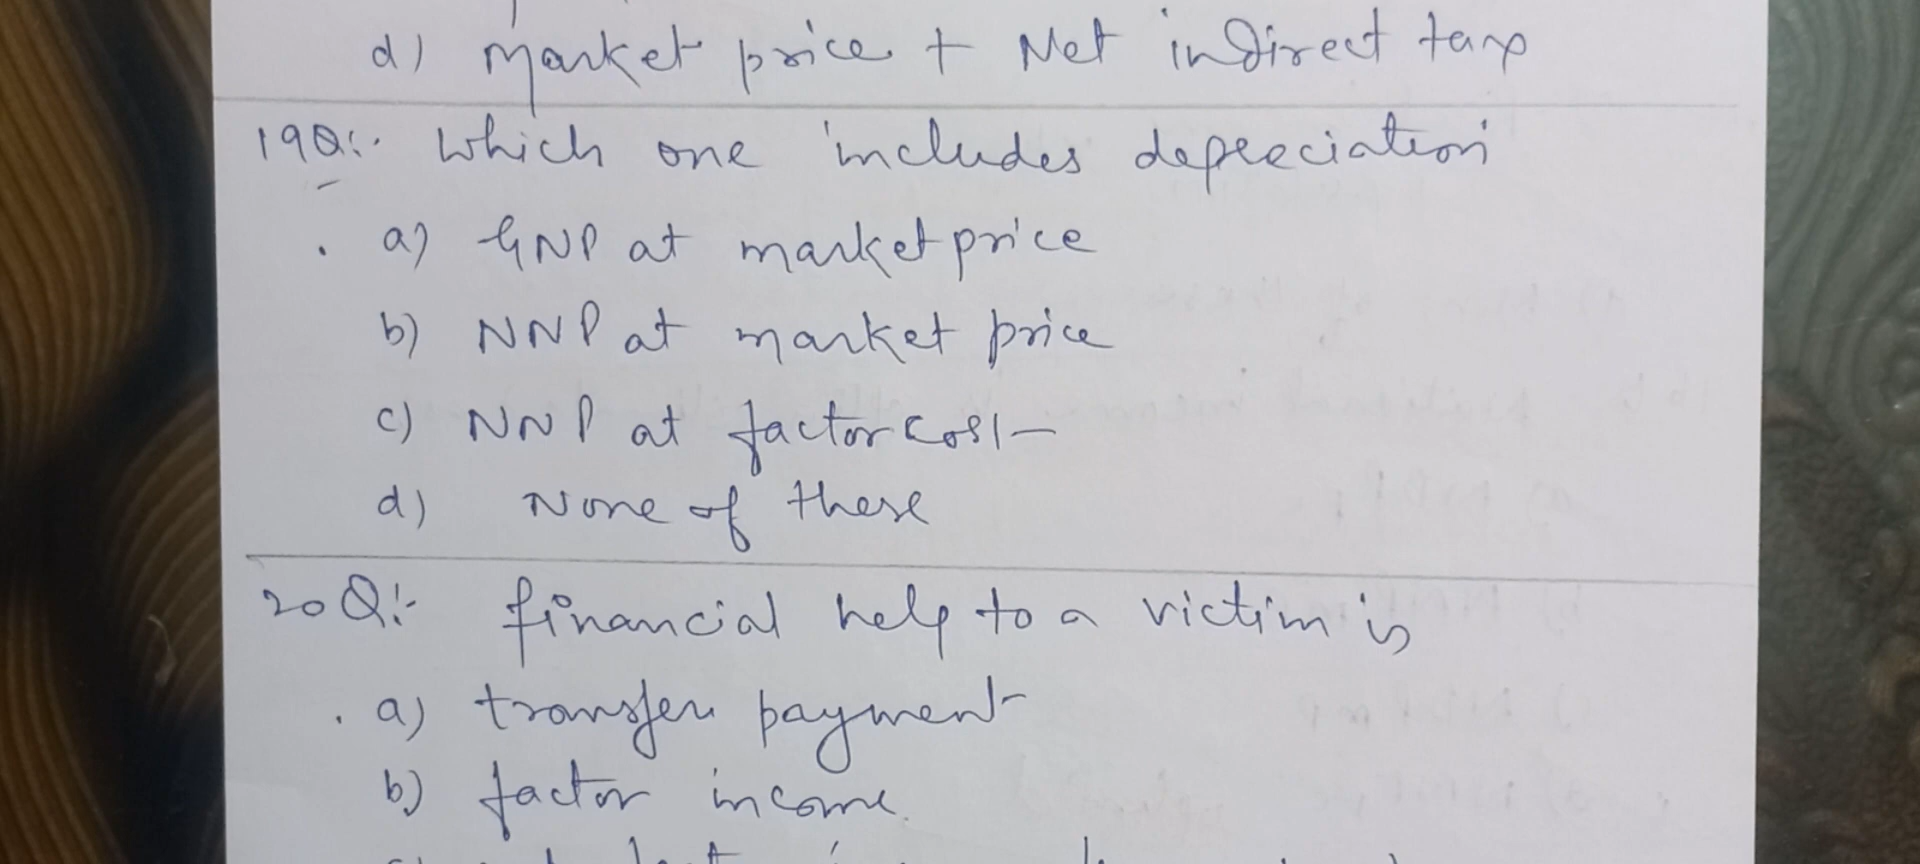 d) market price + Net indirect tax
19Q:. Which one includes depreciation
. a) GNP at market price
b) NNP at market price
c) NNP at factor cost
d) None of these
20Q:- financial help to a victim is
. a) transfer payment
b) factor income.